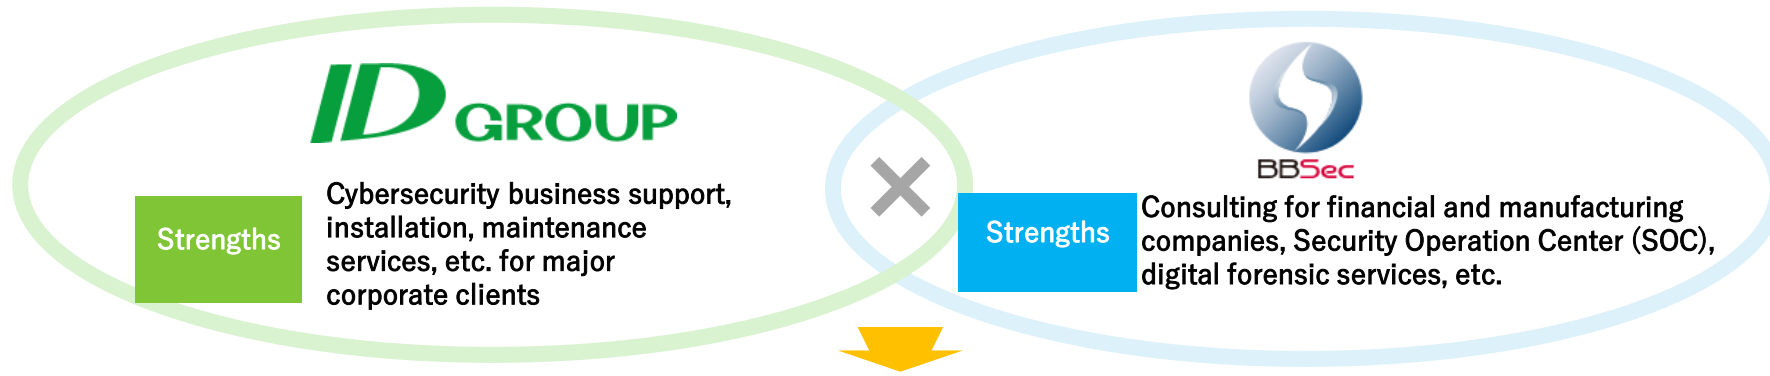 ID GROUP
Strengths
Cybersecurity business support,
installation, maintenance
services, etc. for major
corporate clients
BBSec
Strengths
Consulting for financial and manufacturing
companies, Security Operation Center (SOC),
digital forensic services, etc.